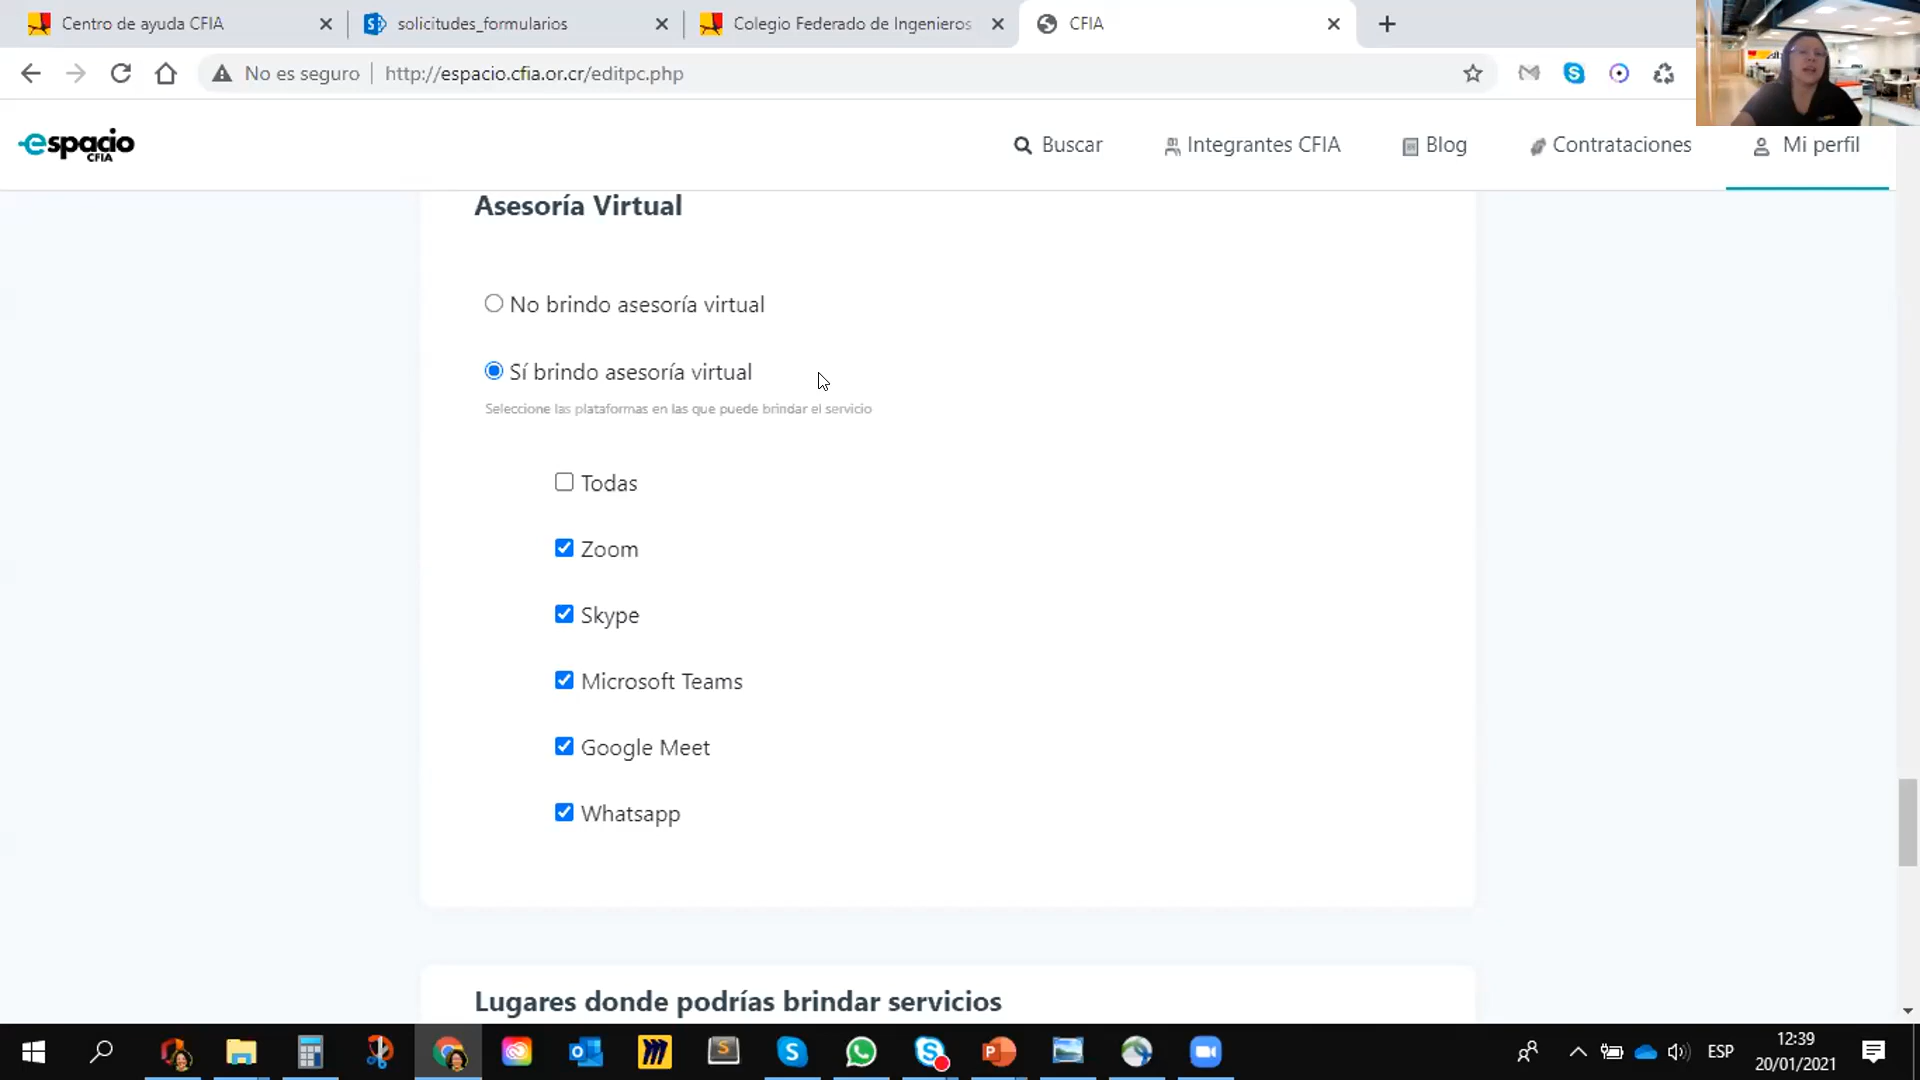 Centro de ayuda CFIA
solicitudes_formularios
Colegio Federado de Ingenieros
CFIA
No es seguro
http://espacio.cfia.or.cr/editpc.php
espacio
CFIA
Buscar
Integrantes CFIA
Blog
Contrataciones
Mi perfil
Asesoría Virtual
No brindo asesoría virtual
Sí brindo asesoría virtual
Seleccione las plataformas en las que puede brindar el servicio
Todas
Zoom
Skype
Microsoft Teams
Google Meet
Whatsapp
Lugares donde podrías brindar servicios
ESP
12:39
20/01/2021